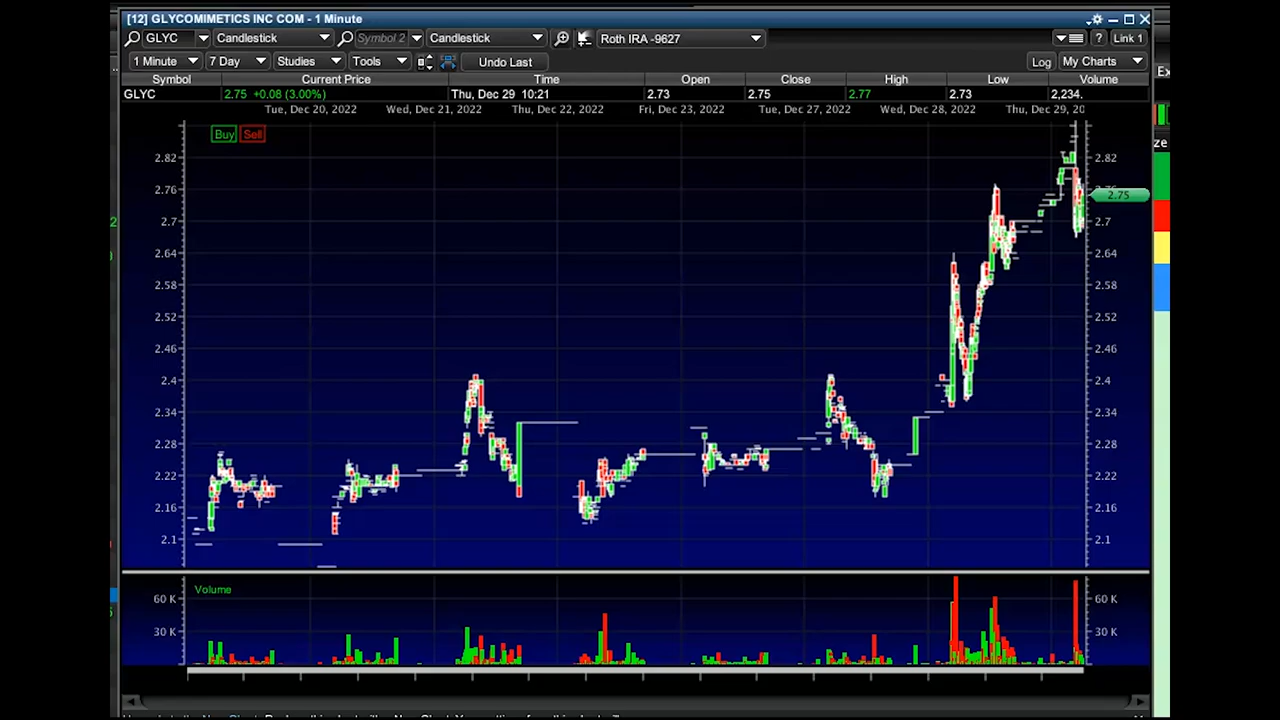 [12] GLYCOMIMETICS INC COM - 1 Minute
GLYC Candlestick Symbol 2 Candlestick Roth IRA -9627 ? Link 1
1 Minute 7 Day Studies Tools Undo Last Log My Charts
Symbol Current Price Time Open Close High Low Volume
GLYC 2.75 +0.08 (3.00%) Thu, Dec 29 10:21 2.73 2.75 2.77 2.73 2,234.
Tue, Dec 20, 2022 Wed, Dec 21, 2022 Thu, Dec 22, 2022 Fri, Dec 23, 2022 Tue, Dec 27, 2022 Wed, Dec 28, 2022 Thu, Dec 29, 20
Buy Sell
2.82 2.82
2.76 2.76
2.75
2.7 2.7
2.64 2.64
2.58 2.58
2.52 2.52
2.46 2.46
2.4 2.4
2.34 2.34
2.28 2.28
2.22 2.22
2.16 2.16
2.1 2.1
Volume
60 K 60 K
30 K 30 K
Ex
ze